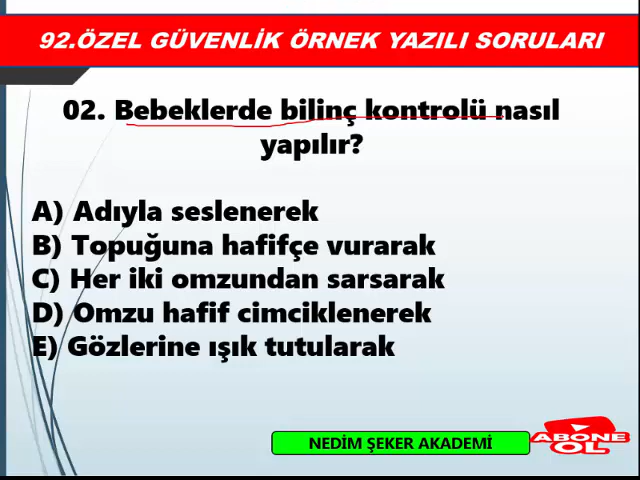 92.ÖZEL GÜVENLİK ÖRNEK YAZILI SORULARI
02. Bebeklerde bilinç kontrolü nasıl
yapılır?
A) Adıyla seslenerek
B) Topuğuna hafifçe vurarak
C) Her iki omzundan sarsarak
D) Omzu hafif cimciklenerek
E) Gözlerine ışık tutularak
NEDİM ŞEKER AKADEMİ
ABONE
OL